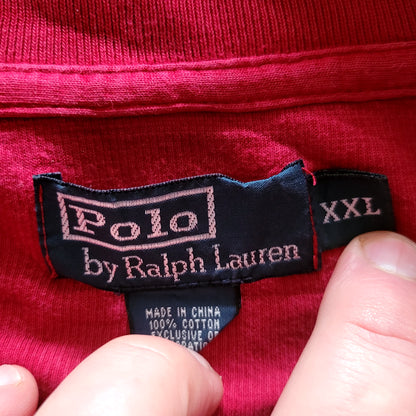 Polo
by Ralph Lauren
XXL
MADE IN CHINA
100% COTTON
EXCLUSIVE OF